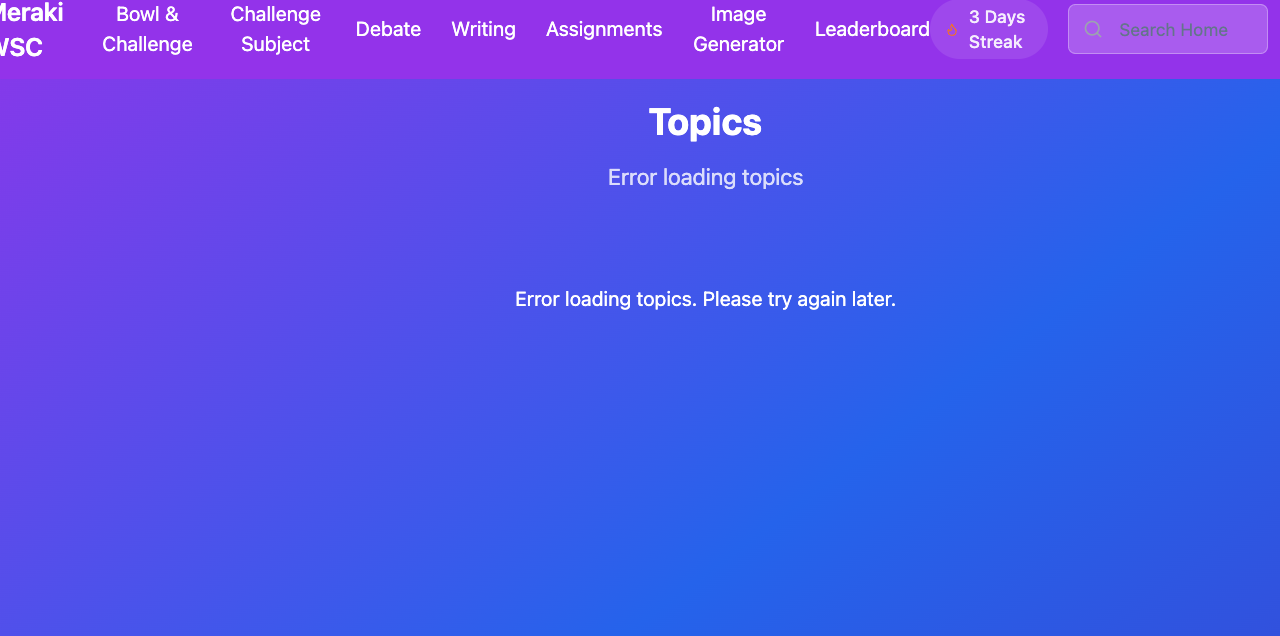 Meraki
WSC
Bowl &
Challenge
Challenge
Subject
Debate
Writing
Assignments
Image
Generator
Leaderboard
3 Days
Streak
Search Home
Topics
Error loading topics
Error loading topics. Please try again later.